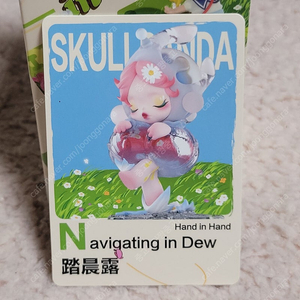 SKULLPANDA
Hand in Hand
Navigating in Dew
踏晨露